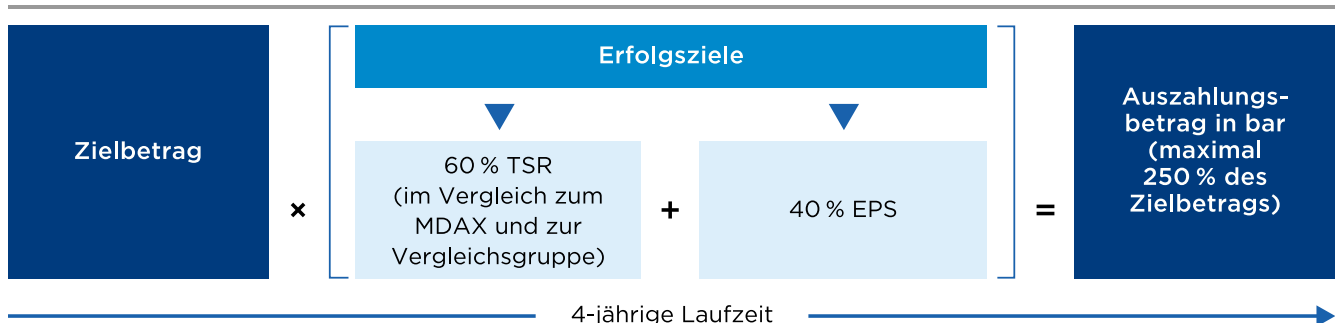 Zielbetrag
×
Erfolgsziele
60 % TSR
(im Vergleich zum
MDAX und zur
Vergleichsgruppe)
+
40 % EPS
=
Auszahlungs-
betrag in bar
(maximal
250 % des
Zielbetrags)
4-jährige Laufzeit